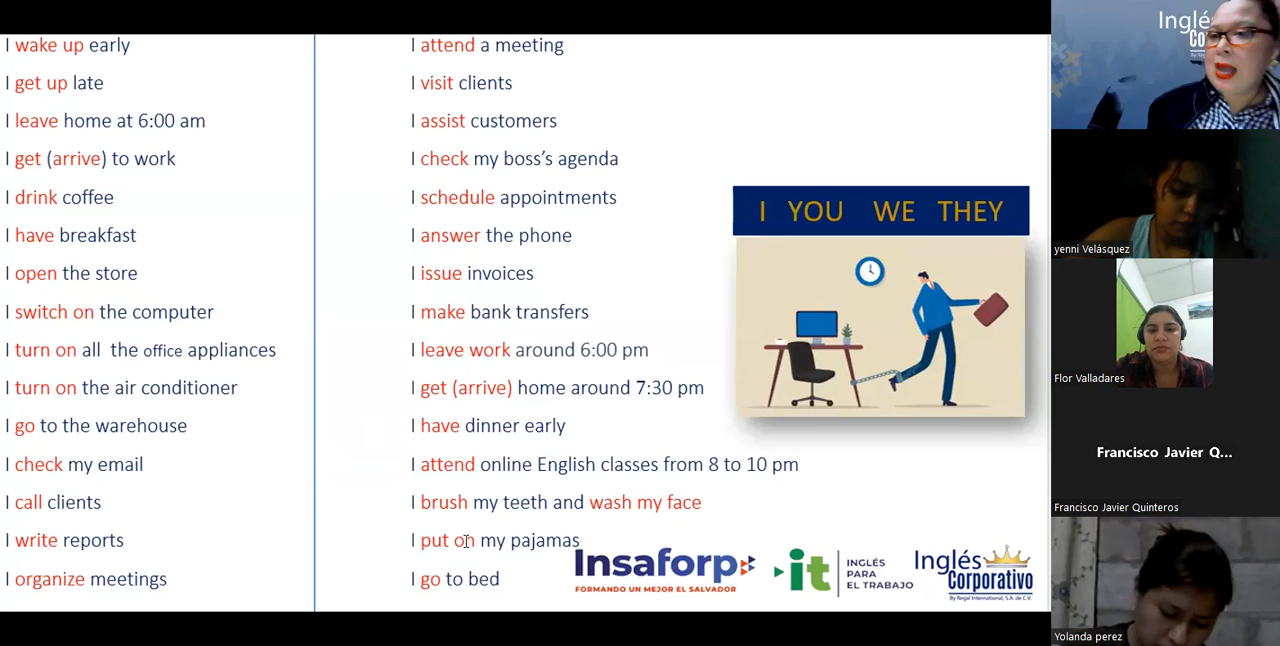 I wake up early
I get up late
I leave home at 6:00 am
I get (arrive) to work
I drink coffee
I have breakfast
I open the store
I switch on the computer
I turn on all the office appliances
I turn on the air conditioner
I go to the warehouse
I check my email
I call clients
I write reports
I organize meetings
I attend a meeting
I visit clients
I assist customers
I check my boss's agenda
I schedule appointments
I answer the phone
I issue invoices
I make bank transfers
I leave work around 6:00 pm
I get (arrive) home around 7:30 pm
I have dinner early
I attend online English classes from 8 to 10 pm
I brush my teeth and wash my face
I put on my pajamas
I go to bed
I YOU WE THEY
Insaforp
FORMANDO UN MEJOR EL SALVADOR
it
INGLÉS
PARA
EL TRABAJO
Inglés
Corporativo
By Regal International, S.A. de C.V.
Inglé
Co
yenni Velásquez
Flor Valladares
Francisco Javier Q...
Francisco Javier Quinteros
Yolanda perez